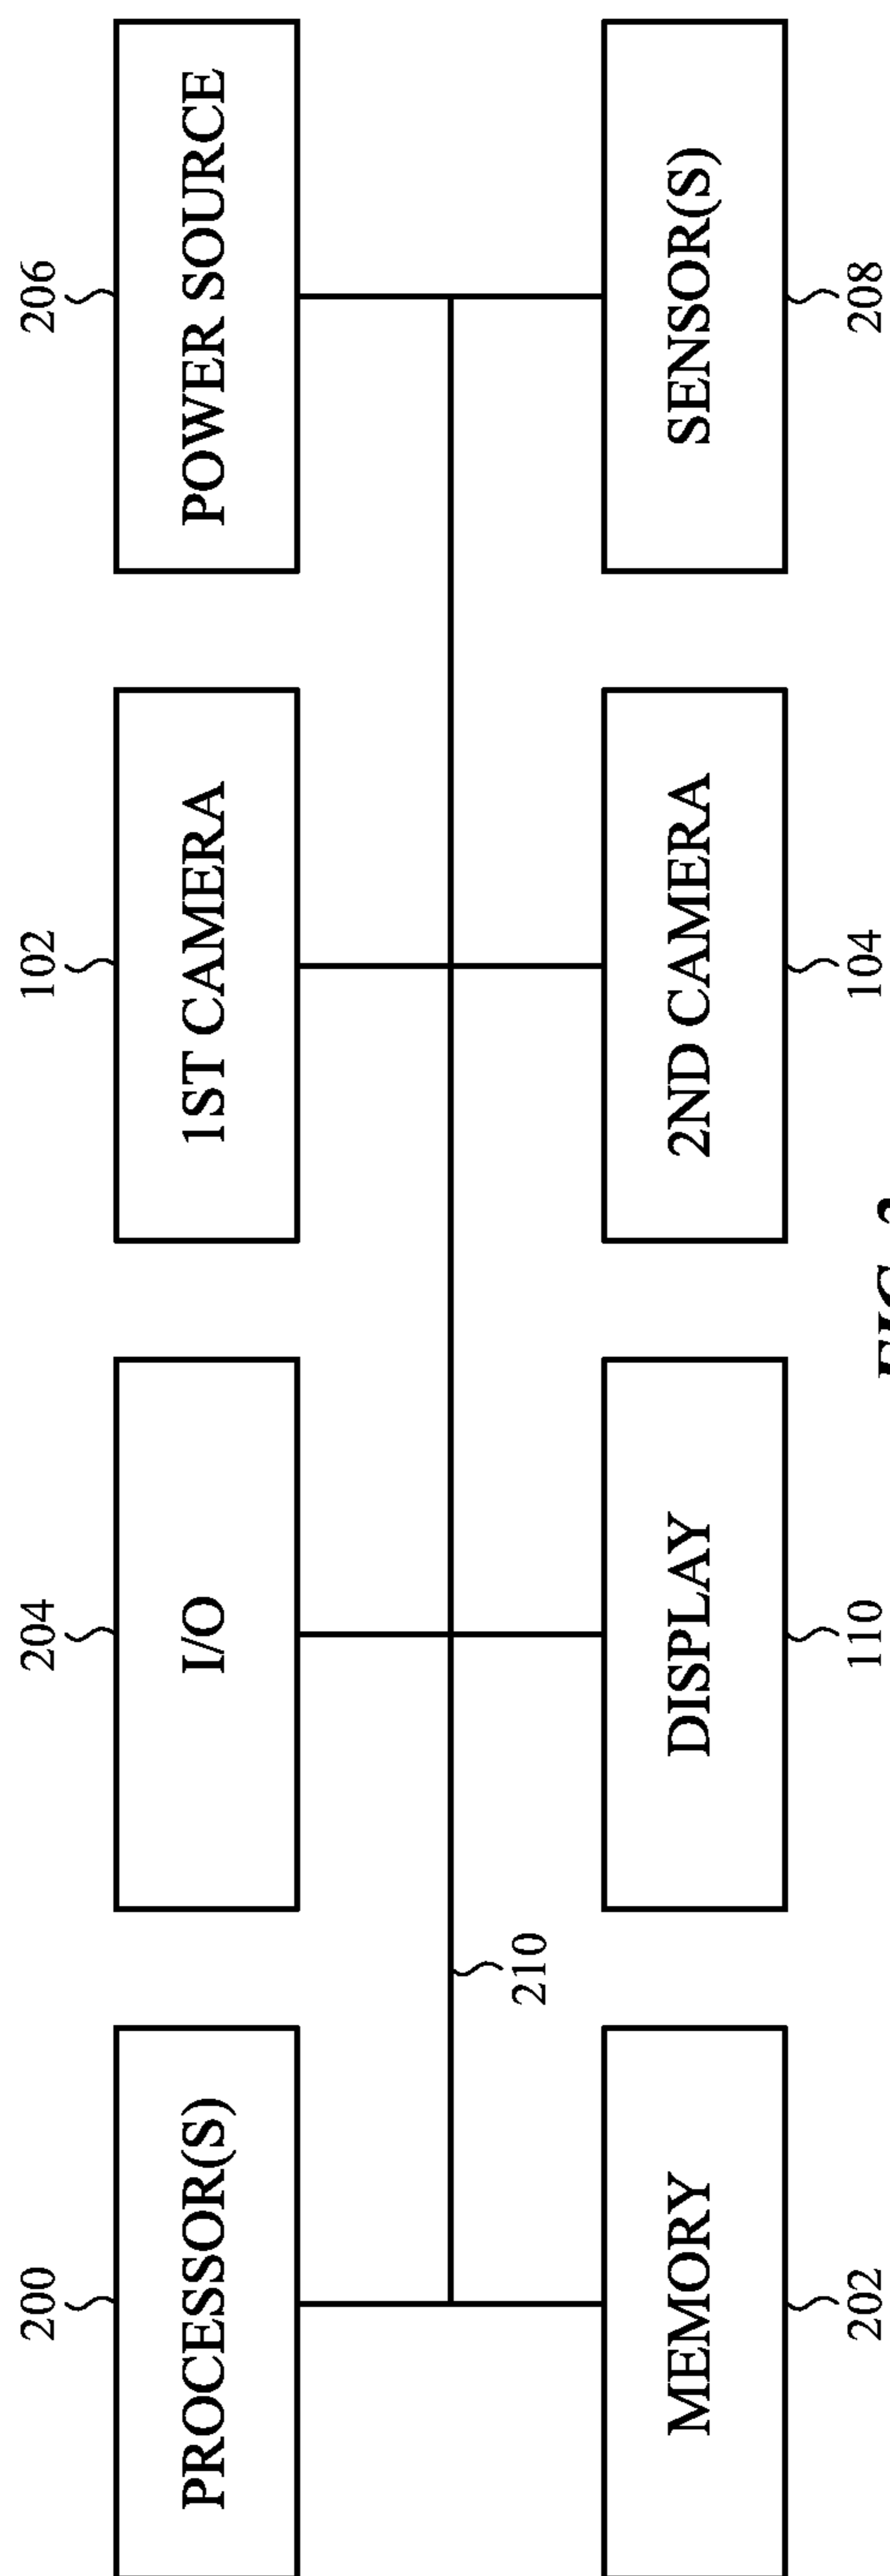 200
204
102
206
PROCESSOR(S)
I/O
1ST CAMERA
POWER SOURCE
210
MEMORY
DISPLAY
2ND CAMERA
SENSOR(S)
202
110
104
208
FIG.